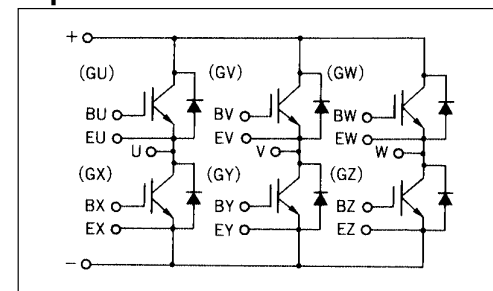 +
(GU) (GV) (GW)
BU BV BW
EU EV EW
U V W
(GX) (GY) (GZ)
BX BY BZ
EX EY EZ
-